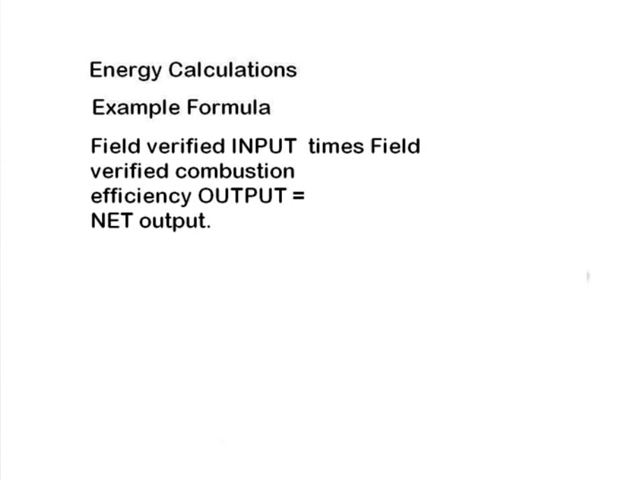 Energy Calculations
Example Formula
Field verified INPUT  times Field
verified combustion
efficiency OUTPUT =
NET output.